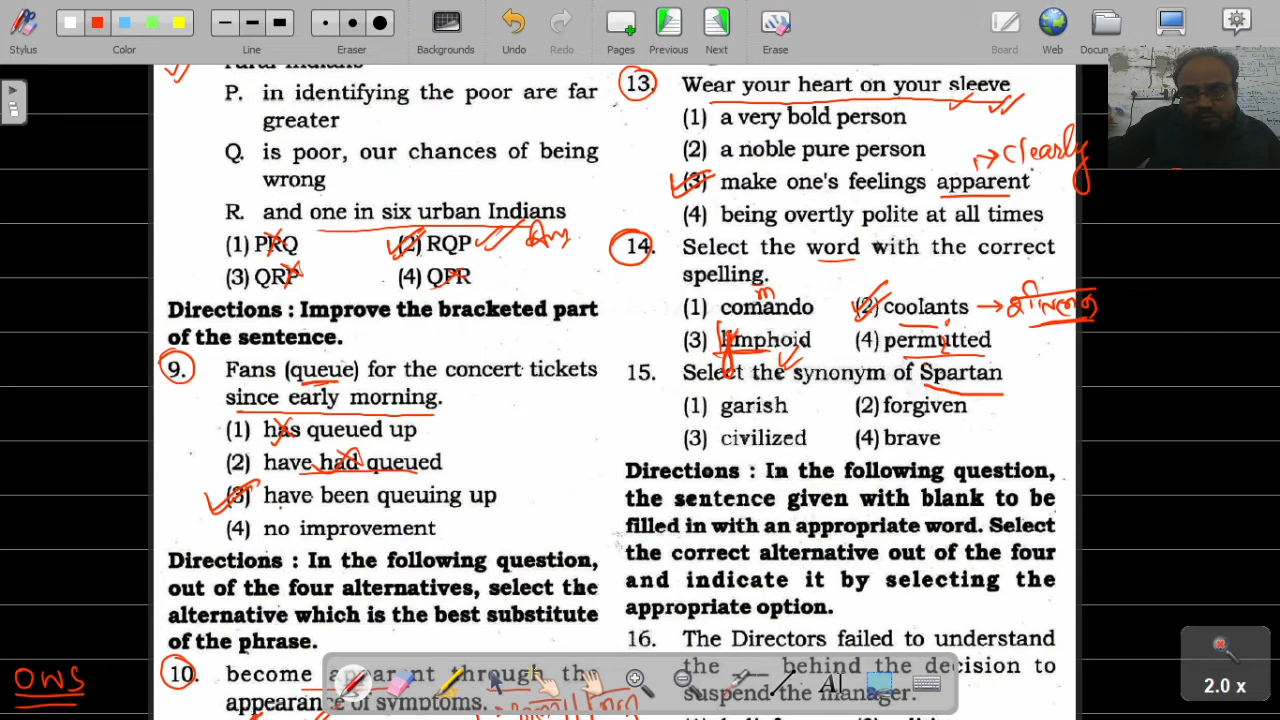 Stylus
Color
Line
Eraser
Backgrounds
Undo
Redo
Pages
Previous
Next
Erase
Board
Web
Docum
rural Indians
P. in identifying the poor are far
greater
Q. is poor, our chances of being
wrong
R. and one in six urban Indians
(1) PRQ (2) RQP Ans
(3) QRP (4) QPR
Directions : Improve the bracketed part
of the sentence.
9. Fans (queue) for the concert tickets
since early morning.
(1) has queued up
(2) have had queued
(3) have been queuing up
(4) no improvement
Directions : In the following question,
out of the four alternatives, select the
alternative which is the best substitute
of the phrase.
10. become apparent through the
appearance of symptoms.
OWS
13. Wear your heart on your sleeve
(1) a very bold person
(2) a noble pure person
clearly
(3) make one's feelings apparent
(4) being overtly polite at all times
14. Select the word with the correct
spelling.
m
(1) comando (2) coolants
y i
(3) limphoid (4) permutted
15. Select the synonym of Spartan
(1) garish (2) forgiven
(3) civilized (4) brave
Directions : In the following question,
the sentence given with blank to be
filled in with an appropriate word. Select
the correct alternative out of the four
and indicate it by selecting the
appropriate option.
16. The Directors failed to understand
the behind the decision to
suspend the manager.
2.0 x